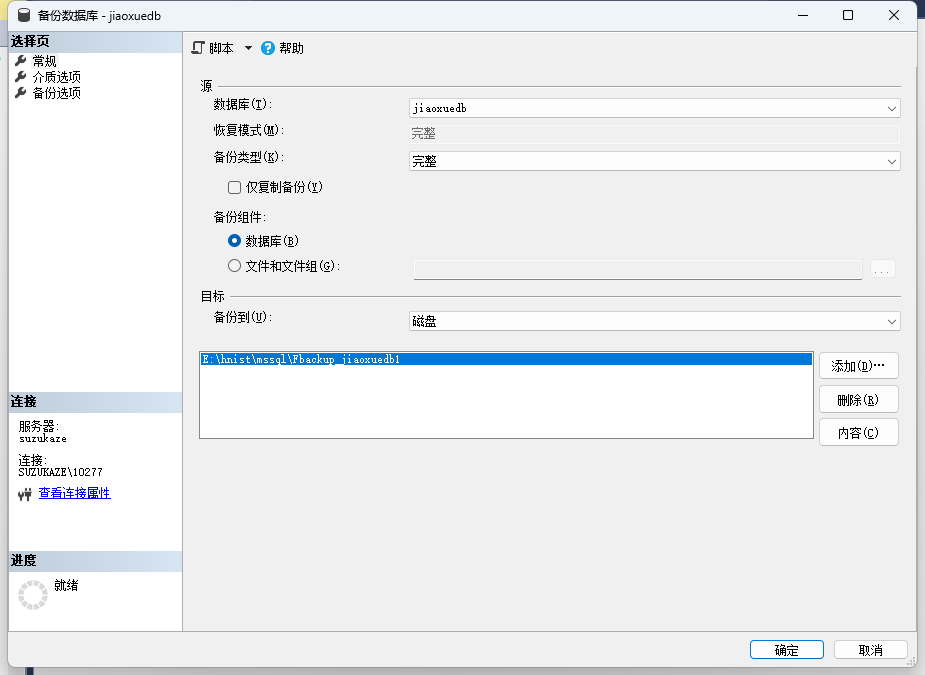 备份数据库 - jiaoxuedb
选择页
常规
介质选项
备份选项
脚本 帮助
源
数据库(T):
jiaoxuedb
恢复模式(M):
完整
备份类型(K):
完整
仅复制备份(Y)
备份组件:
数据库(B)
文件和文件组(G):
...
目标
备份到(U):
磁盘
E:\hnist\mssql\Fbackup_jiaoxuedb1
添加(D)...
删除(R)
内容(C)
连接
服务器:
suzukaze
连接:
SUZUKAZE\10277
查看连接属性
进度
就绪
确定
取消